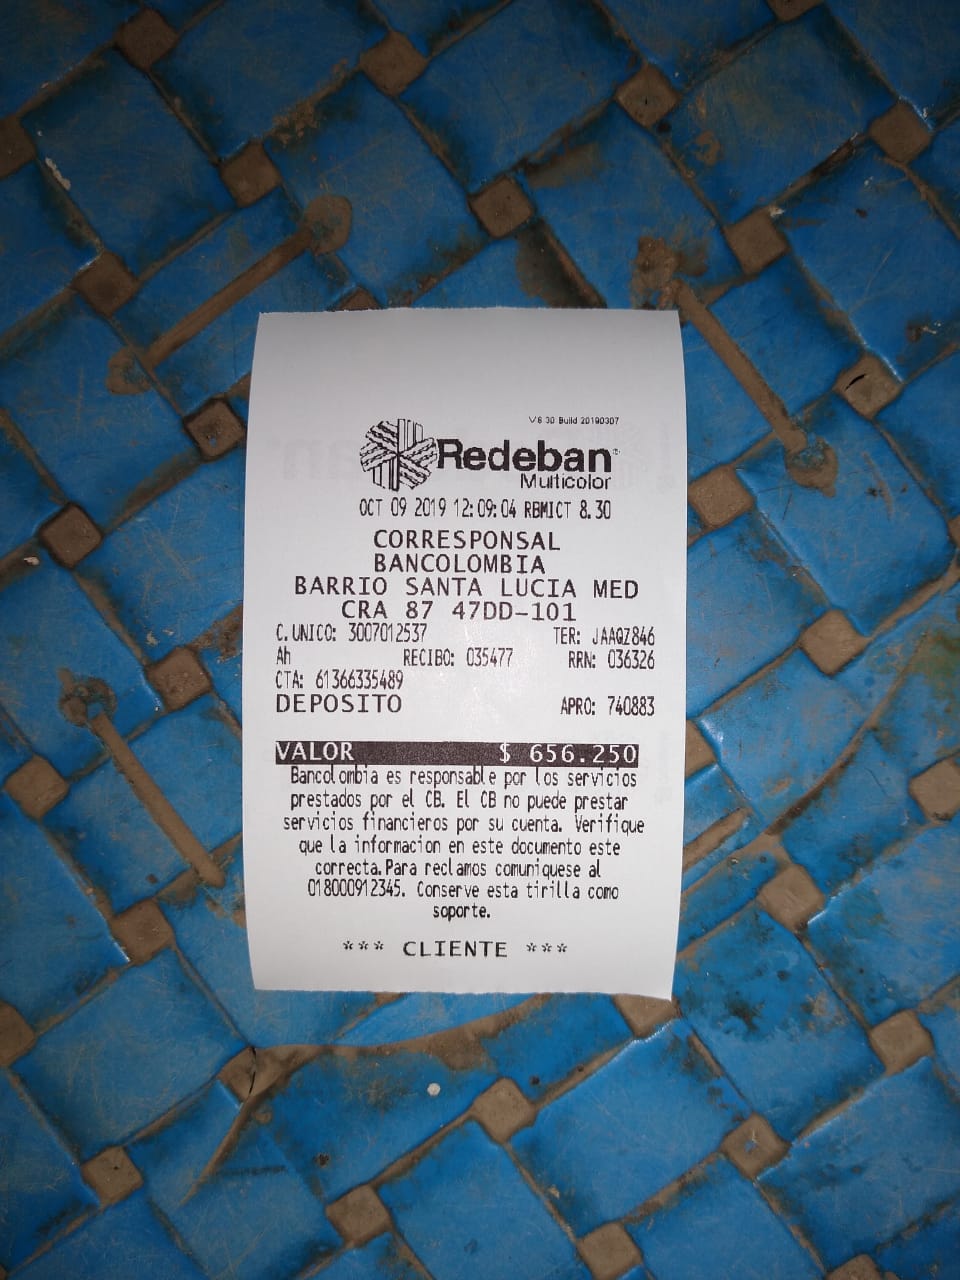 V8 30 Build 20190307
Redeban
Multicolor
OCT 09 2019 12:09:04 RBMICT 8.30
CORRESPONSAL
BANCOLOMBIA
BARRIO SANTA LUCIA MED
CRA 87 47DD-101
C.UNICO: 3007012537 TER: JAAQZ846
Ah RECIBO: 035477 RRN: 036326
CTA: 61366335489
DEPOSITO APRO: 740883
VALOR $ 656.250
Bancolombia es responsable por los servicios
prestados por el CB. El CB no puede prestar
servicios financieros por su cuenta. Verifique
que la informacion en este documento este
correcta.Para reclamos comuniquese al
018000912345. Conserve esta tirilla como
soporte.
*** CLIENTE ***